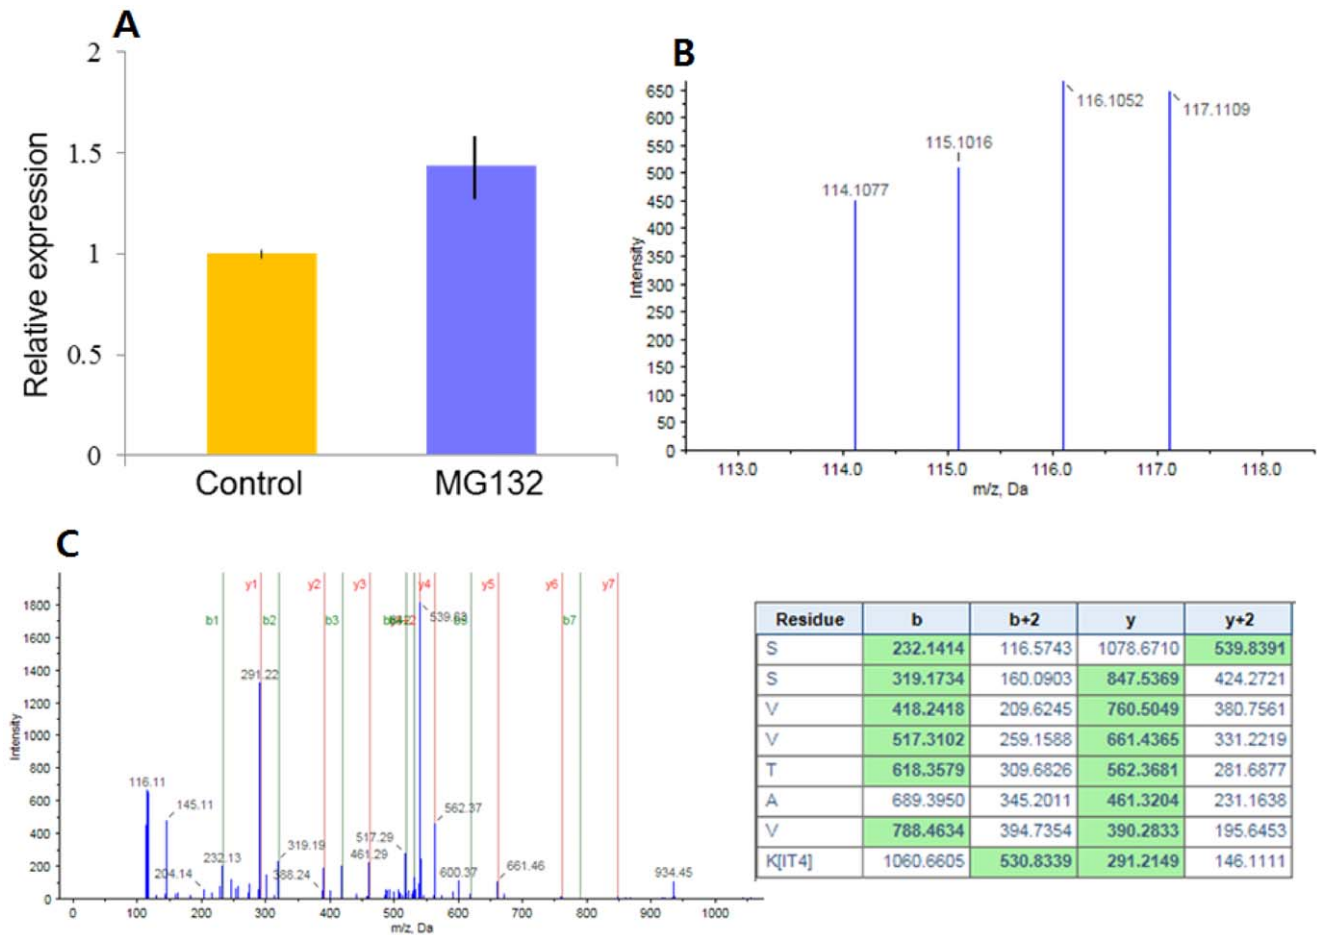 A
2
1.5
1
0.5
0
Relative expression
Control MG132
B
650
600
550
500
450
400
350
300
250
200
150
100
50
0
Intensity
114.1077
115.1016
116.1052
117.1109
113.0 114.0 115.0 116.0 117.0 118.0
m/z, Da
C
1800
1600
1400
1200
1000
800
600
400
200
0
Intensity
y1 y2 y3 y4 y5 y6 y7
b1 b2 b3 b7
539.83
291.22
116.11
145.11
562.37
517.29
319.19
461.29
232.13
204.14
388.24
600.37
661.46
934.45
0 100 200 300 400 500 600 700 800 900 1000
m/z, Da
Residue b b+2 y y+2
S 232.1414 116.5743 1078.6710 539.8391
S 319.1734 160.0903 847.5369 424.2721
V 418.2418 209.6245 760.5049 380.7561
V 517.3102 259.1588 661.4365 331.2219
T 618.3579 309.6826 562.3681 281.6877
A 689.3950 345.2011 461.3204 231.1638
V 788.4634 394.7354 390.2833 195.6453
K[IT4] 1060.6605 530.8339 291.2149 146.1111